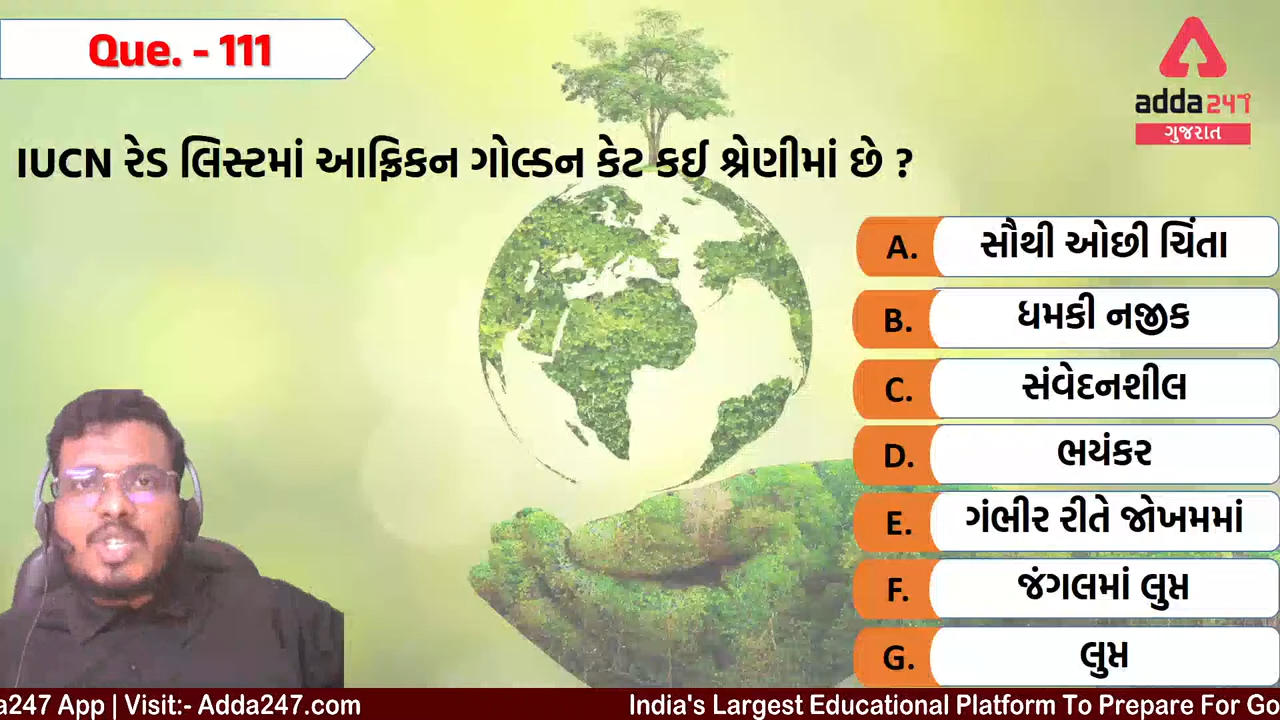 Que. - 111
adda247
ગુજરાત
IUCN રેડ લિસ્ટમાં આફ્રિકન ગોલ્ડન કેટ કઈ શ્રેણીમાં છે ?
A. સૌથી ઓછી ચિંતા
B. ધમકી નજીક
C. સંવેદનશીલ
D. ભયંકર
E. ગંભીર રીતે જોખમમાં
F. જંગલમાં લુપ્ત
G. લુપ્ત
a247 App | Visit:- Adda247.com
India's Largest Educational Platform To Prepare For Go